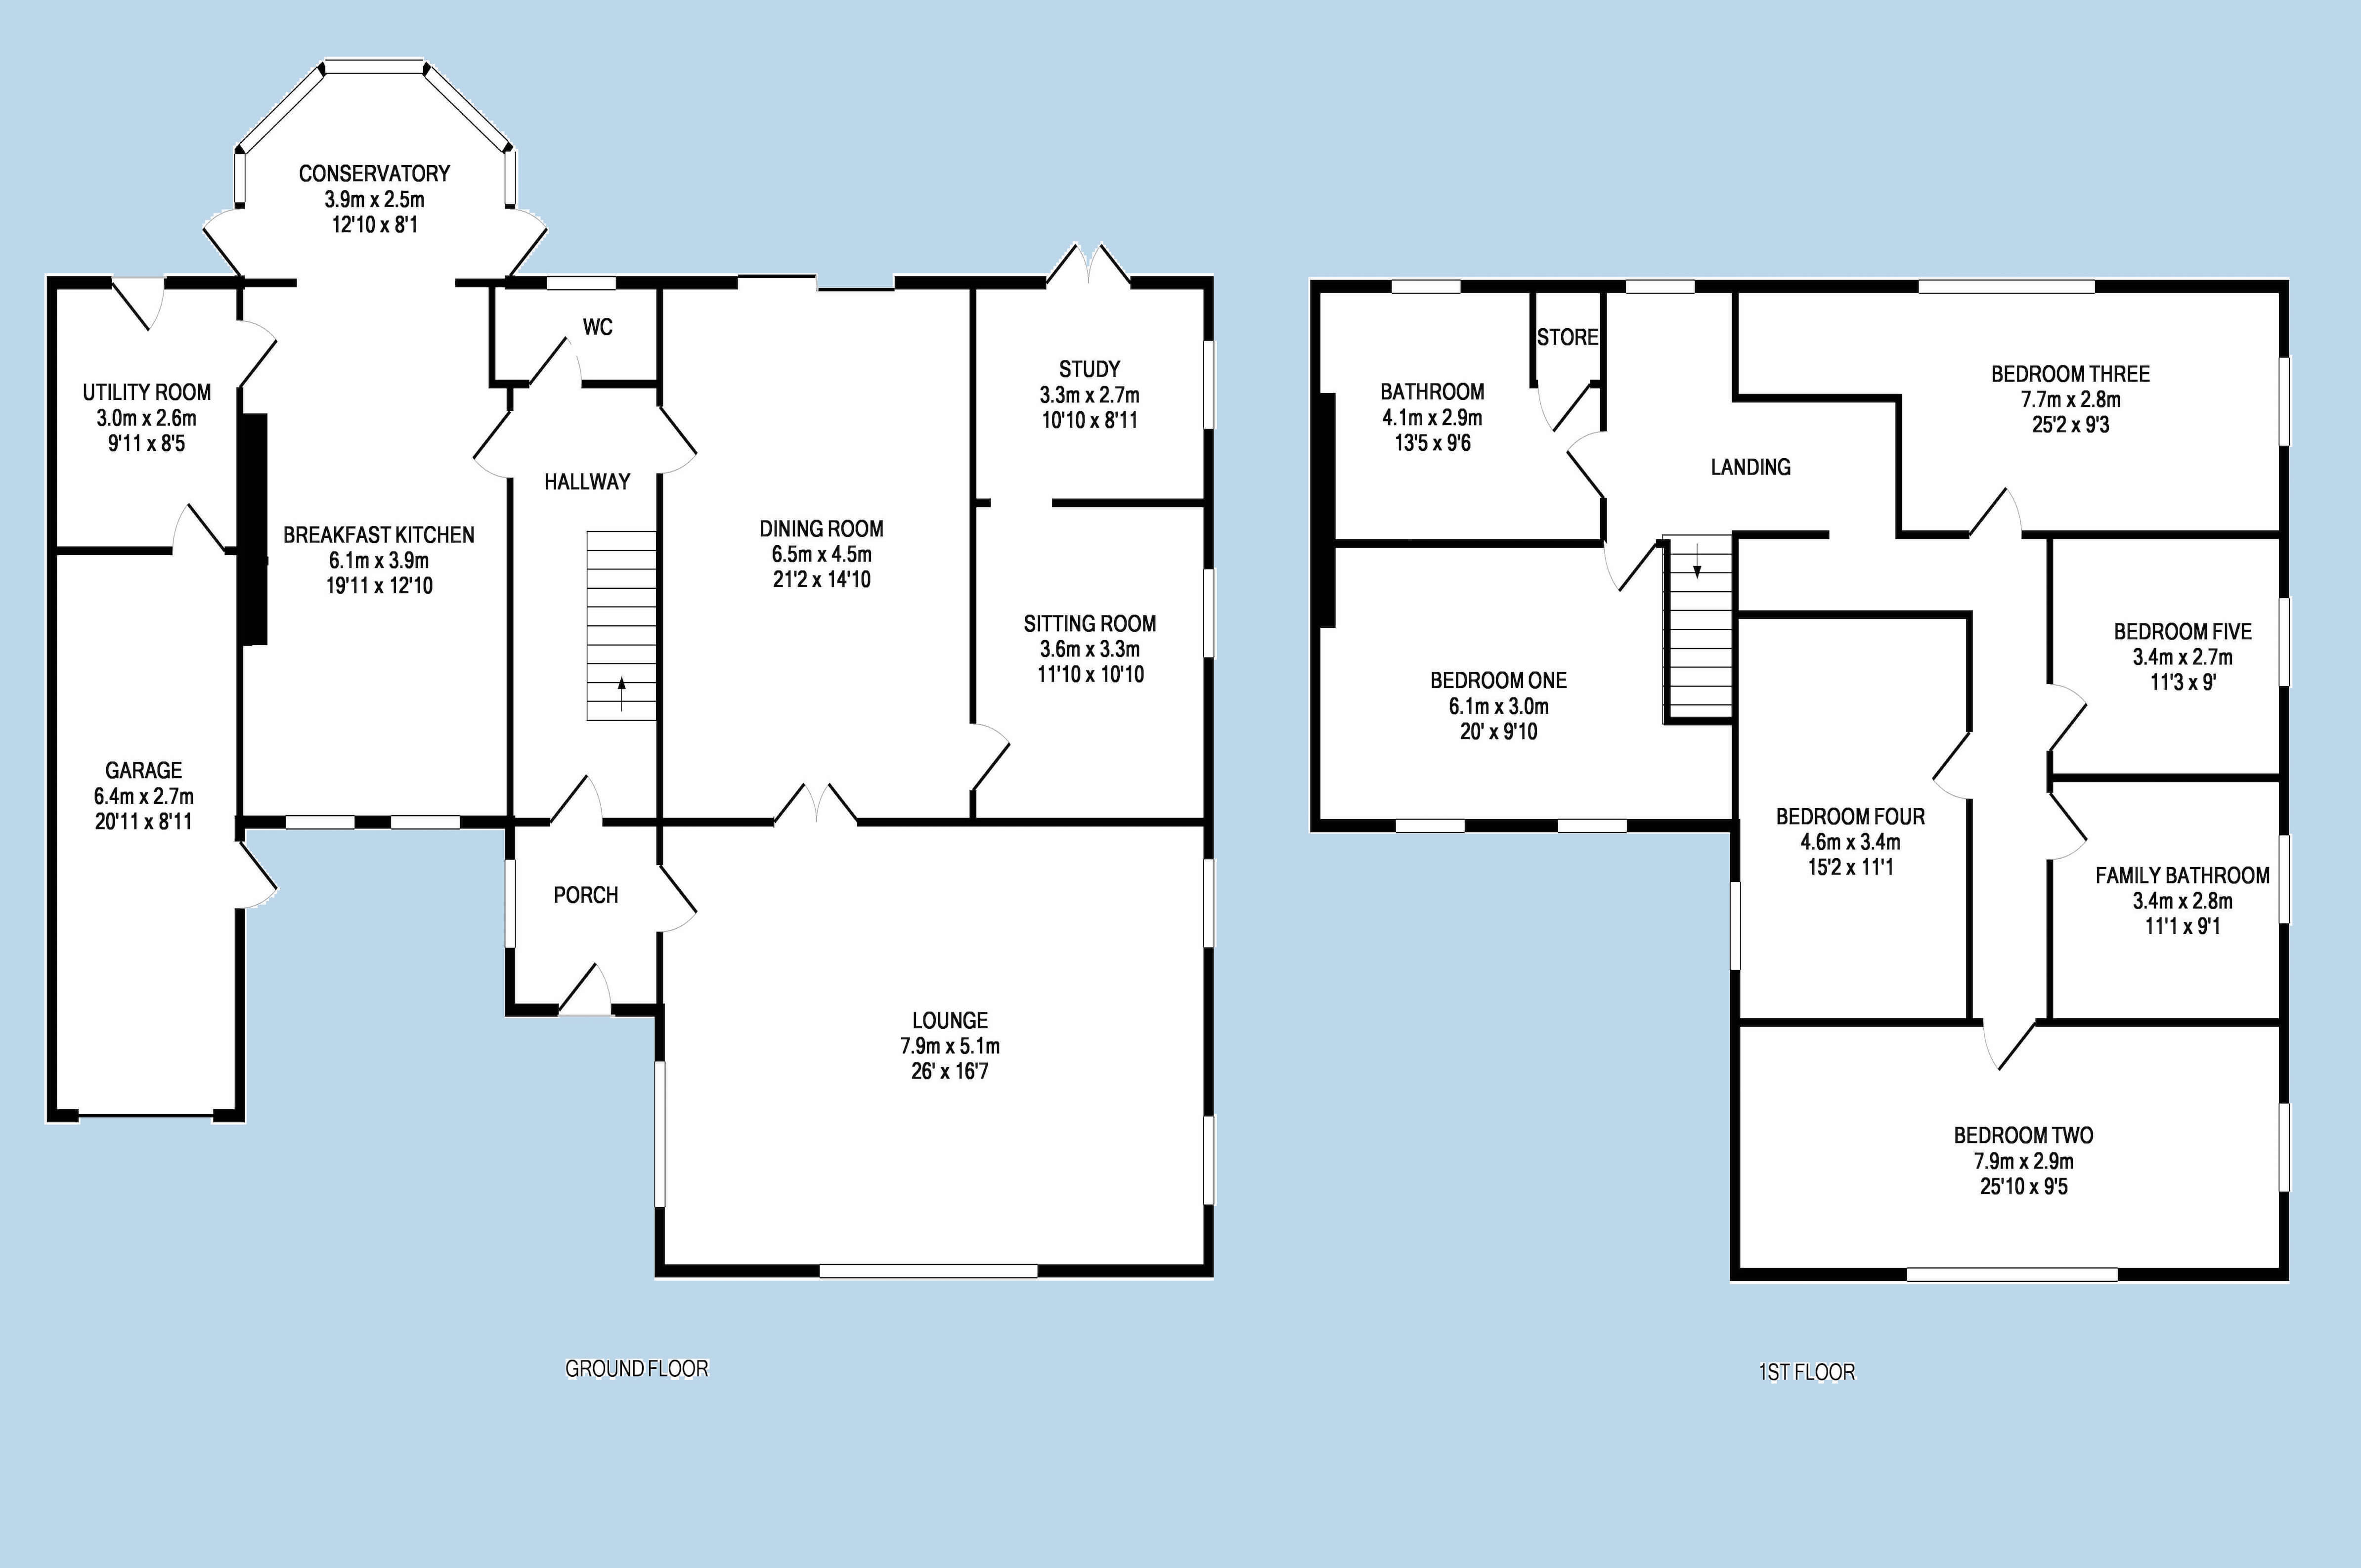 CONSERVATORY
3.9m x 2.5m
12'10 x 8'1
WC
UTILITY ROOM
3.0m x 2.6m
9'11 x 8'5
STUDY
3.3m x 2.7m
10'10 x 8'11
HALLWAY
BREAKFAST KITCHEN
6.1m x 3.9m
19'11 x 12'10
DINING ROOM
6.5m x 4.5m
21'2 x 14'10
SITTING ROOM
3.6m x 3.3m
11'10 x 10'10
GARAGE
6.4m x 2.7m
20'11 x 8'11
PORCH
LOUNGE
7.9m x 5.1m
26' x 16'7
GROUND FLOOR
STORE
BATHROOM
4.1m x 2.9m
13'5 x 9'6
BEDROOM THREE
7.7m x 2.8m
25'2 x 9'3
LANDING
BEDROOM ONE
6.1m x 3.0m
20' x 9'10
BEDROOM FIVE
3.4m x 2.7m
11'3 x 9'
BEDROOM FOUR
4.6m x 3.4m
15'2 x 11'1
FAMILY BATHROOM
3.4m x 2.8m
11'1 x 9'1
BEDROOM TWO
7.9m x 2.9m
25'10 x 9'5
1ST FLOOR